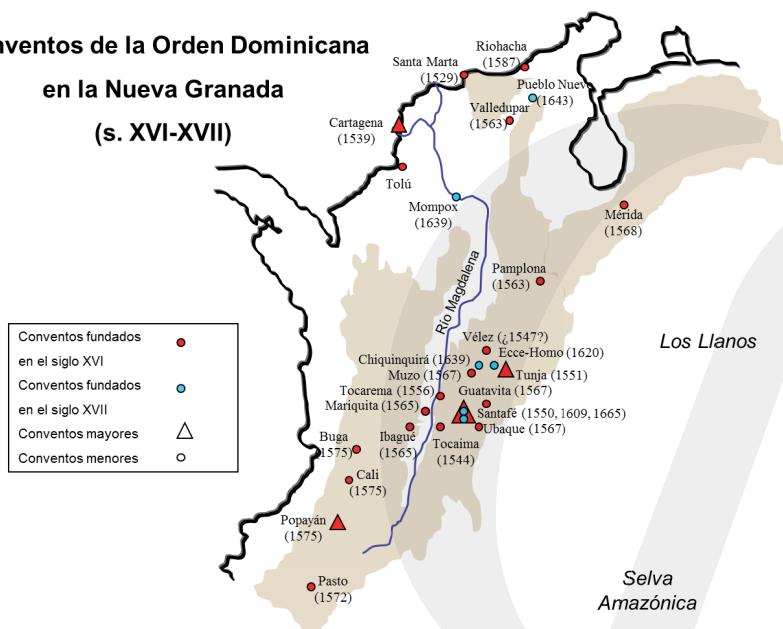 nventos de la Orden Dominicana
en la Nueva Granada
(s. XVI-XVII)
Riohacha
(1587)
Santa Marta
(1529)
Pueblo Nuevo
(1643)
Valledupar
(1563)
Cartagena
(1539)
Tolú
Mompox
(1639)
Mérida
(1568)
Pamplona
(1563)
Río Magdalena
Los Llanos
Vélez (¿1547?)
Ecce-Homo (1620)
Chiquinquirá (1639)
Muzo (1567)
Tunja (1551)
Tocarema (1556)
Guatavita (1567)
Mariquita (1565)
Santafé (1550, 1609, 1665)
Ubaque (1567)
Buga
(1575)
Ibagué
(1565)
Tocaima
(1544)
Cali
(1575)
Popayán
(1575)
Pasto
(1572)
Selva
Amazónica
Conventos fundados
en el siglo XVI
Conventos fundados
en el siglo XVII
Conventos mayores
Conventos menores